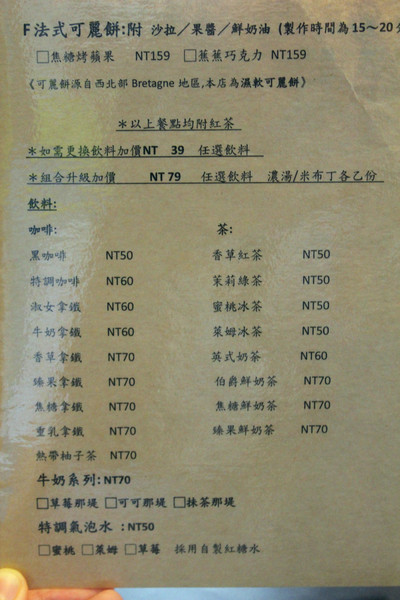 F法式可麗餅:附 沙拉／果醬／鮮奶油 (製作時間為15～20
□焦糖烤蘋果 NT159 □蕉蕉巧克力 NT159
《可麗餅源自西北部 Bretagne 地區,本店為濕軟可麗餅》
＊以上餐點均附紅茶
＊如需更換飲料加價NT 39 任選飲料
＊組合升級加價 NT 79 任選飲料 濃湯/米布丁各乙份
飲料:
咖啡: 茶:
黑咖啡 NT50 香草紅茶 NT50
特調咖啡 NT60 茉莉綠茶 NT50
淑女拿鐵 NT60 蜜桃冰茶 NT50
牛奶拿鐵 NT60 萊姆冰茶 NT50
香草拿鐵 NT70 英式奶茶 NT60
臻果拿鐵 NT70 伯爵鮮奶茶 NT70
焦糖拿鐵 NT70 焦糖鮮奶茶 NT70
重乳拿鐵 NT70 臻果鮮奶茶 NT70
熱帶柚子茶 NT70
牛奶系列:NT70
□草莓那堤 □可可那堤 □抹茶那堤
特調氣泡水 :NT50
□蜜桃 □萊姆 □草莓 採用自製紅糖水